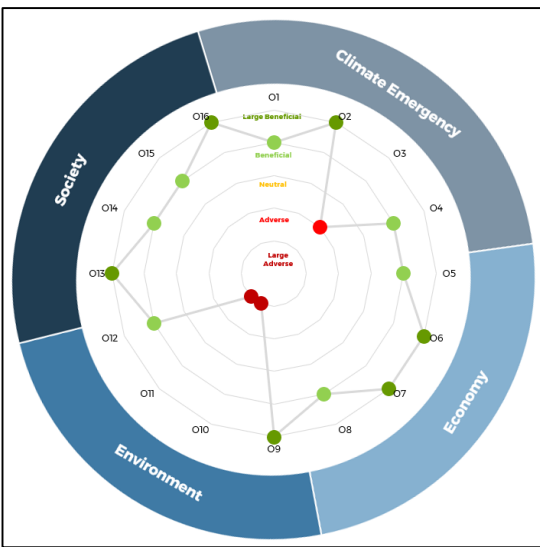 Climate Emergency
Society
O1
O16
Large Beneficial
O2
O15
Beneficial
O3
Neutral
O14
Adverse
O4
Large
Adverse
O13
O5
O12
O6
O11
O7
O10
O8
O9
Economy
Environment